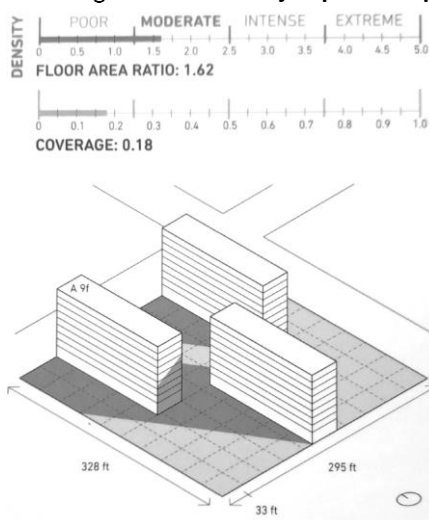 DENSITY
POOR MODERATE INTENSE EXTREME
0 0.5 1.0 1.5 2.0 2.5 3.0 3.5 4.0 4.5 5.0
FLOOR AREA RATIO: 1.62
0 0.1 0.2 0.3 0.4 0.5 0.6 0.7 0.8 0.9 1.0
COVERAGE: 0.18
A 9f
328 ft
295 ft
33 ft